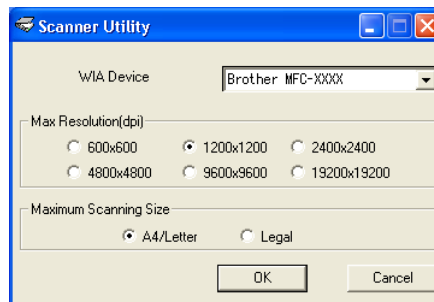 Scanner Utility
WIA Device Brother MFC-XXXX
Max Resolution(dpi)
600x600 1200x1200 2400x2400
4800x4800 9600x9600 19200x19200
Maximum Scanning Size
A4/Letter Legal
OK Cancel